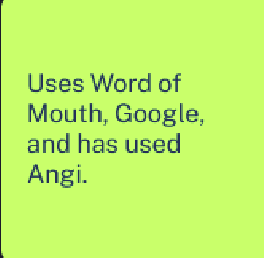 Uses Word of
Mouth, Google,
and has used
Angi.